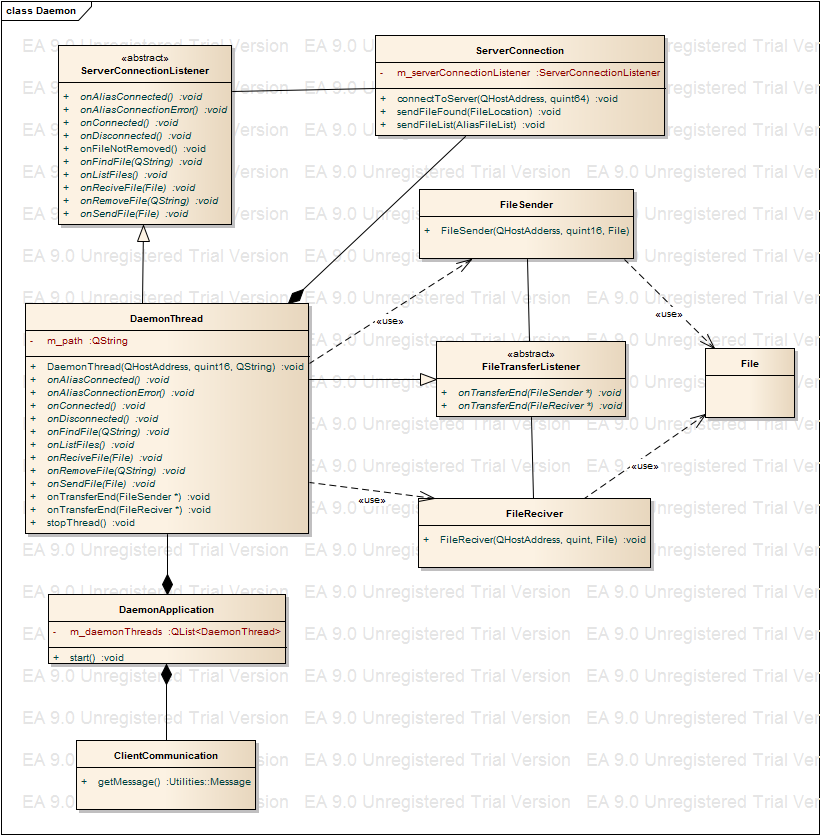 class Daemon
EA 9.0 Unregistered Trial Version
«abstract»
ServerConnectionListener
+ onAliasConnected() :void
+ onAliasConnectionError() :void
+ onConnected() :void
+ onDisconnected() :void
+ onFileNotRemoved() :void
+ onFindFile(QString) :void
+ onListFiles() :void
+ onReciveFile(File) :void
+ onRemoveFile(QString) :void
+ onSendFile(File) :void
ServerConnection
- m_serverConnectionListener :ServerConnectionListener
+ connectToServer(QHostAddress, quint64) :void
+ sendFileFound(FileLocation) :void
+ sendFileList(AliasFileList) :void
FileSender
+ FileSender(QHostAdderss, quint16, File)
«use»
«use»
DaemonThread
- m_path :QString
+ DaemonThread(QHostAddress, quint16, QString) :void
+ onAliasConnected() :void
+ onAliasConnectionError() :void
+ onConnected() :void
+ onDisconnected() :void
+ onFindFile(QString) :void
+ onListFiles() :void
+ onReciveFile(File) :void
+ onRemoveFile(QString) :void
+ onSendFile(File) :void
+ onTransferEnd(FileSender *) :void
+ onTransferEnd(FileReciver *) :void
+ stopThread() :void
«abstract»
FileTransferListener
+ onTransferEnd(FileSender *) :void
+ onTransferEnd(FileReciver *) :void
File
«use»
«use»
FileReciver
+ FileReciver(QHostAddress, quint, File) :void
DaemonApplication
- m_daemonThreads :QList<DaemonThread>
+ start() :void
ClientCommunication
+ getMessage() :Utilities::Message